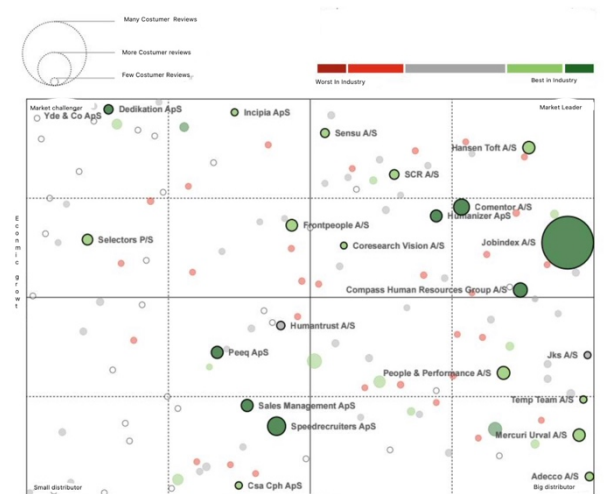 Many Costumer Reviews
More Costumer reviews
Few Costumer Reviews
Worst In Industry
Best in Industry
Market challenger
Market Leader
Dedikation ApS
Yde & Co ApS
Incipia ApS
Sensu A/S
Hansen Toft A/S
SCR A/S
Comentor A/S
Humanizer ApS
Frontpeople A/S
Selectors P/S
Coresearch Vision A/S
Jobindex A/S
Econmic growt
Compass Human Resources Group A/S
Humantrust A/S
Peeq ApS
Jks A/S
People & Performance A/S
Temp Team A/S
Sales Management ApS
Speedrecruiters ApS
Mercuri Urval A/S
Adecco A/S
Csa Cph ApS
Small distributor
Big distributor